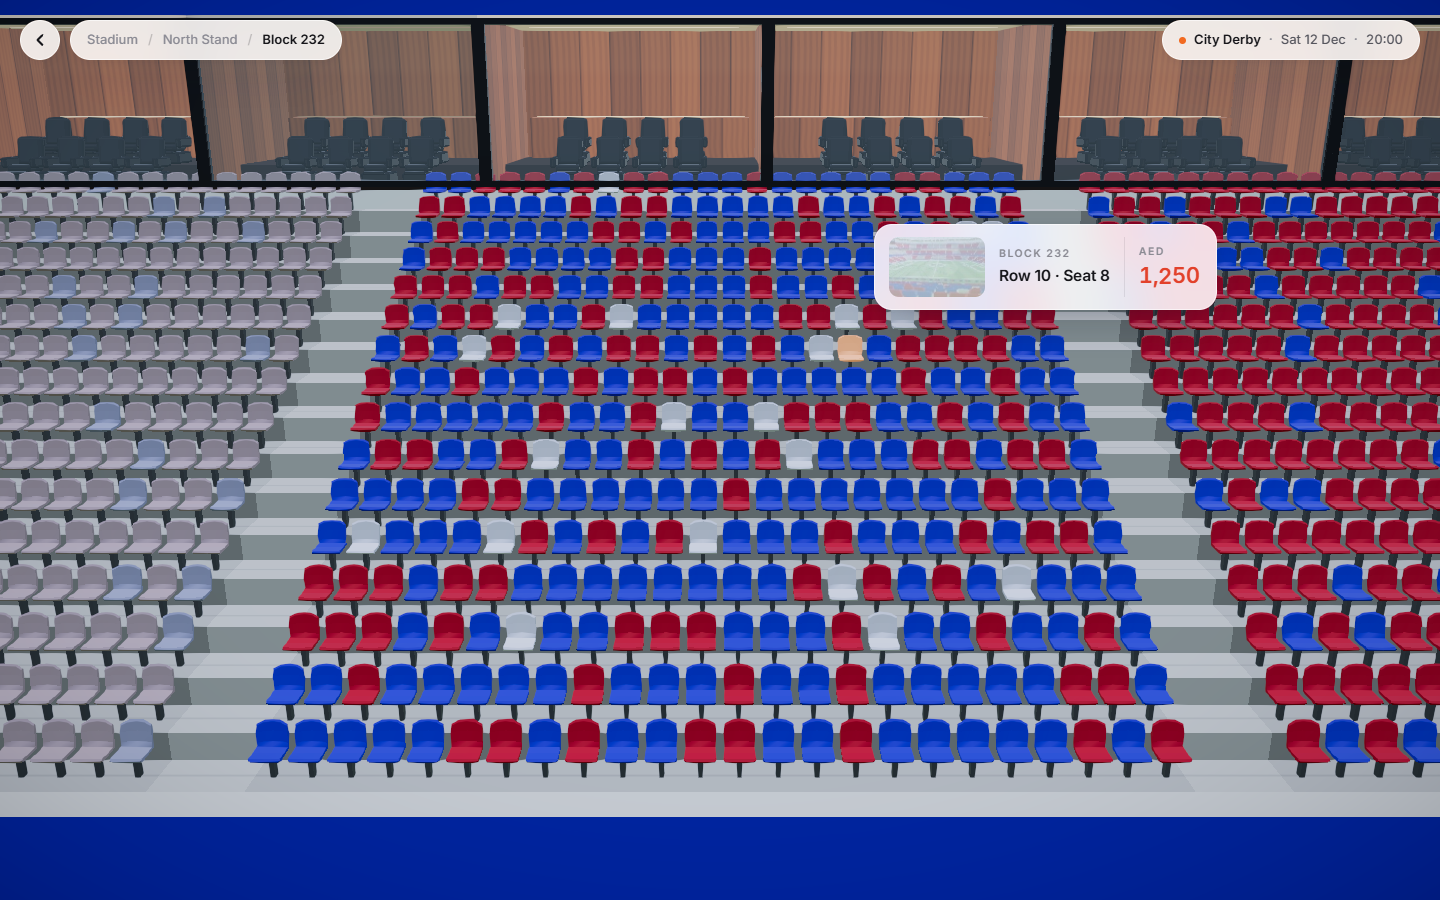 Stadium / North Stand / Block 232
City Derby · Sat 12 Dec · 20:00
BLOCK 232
Row 10 · Seat 8
AED
1,250